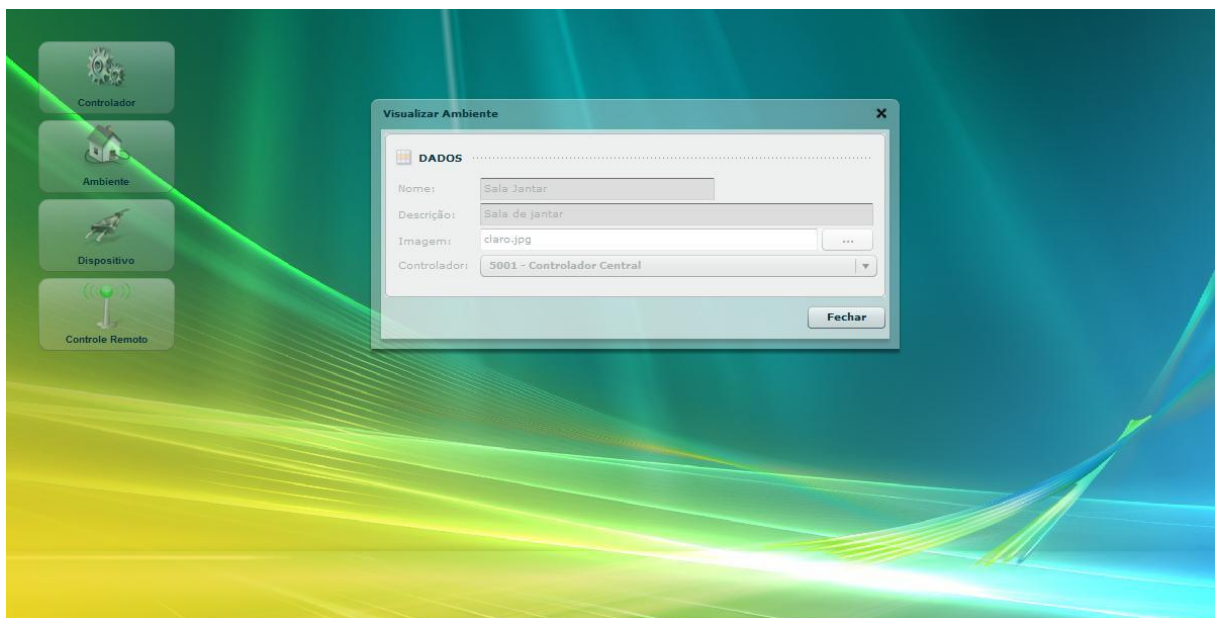 Controlador
Ambiente
Dispositivo
Controle Remoto
Visualizar Ambiente
DADOS
Nome: Sala Jantar
Descrição: Sala de jantar
Imagem: claro.jpg ...
Controlador: 5001 - Controlador Central
Fechar